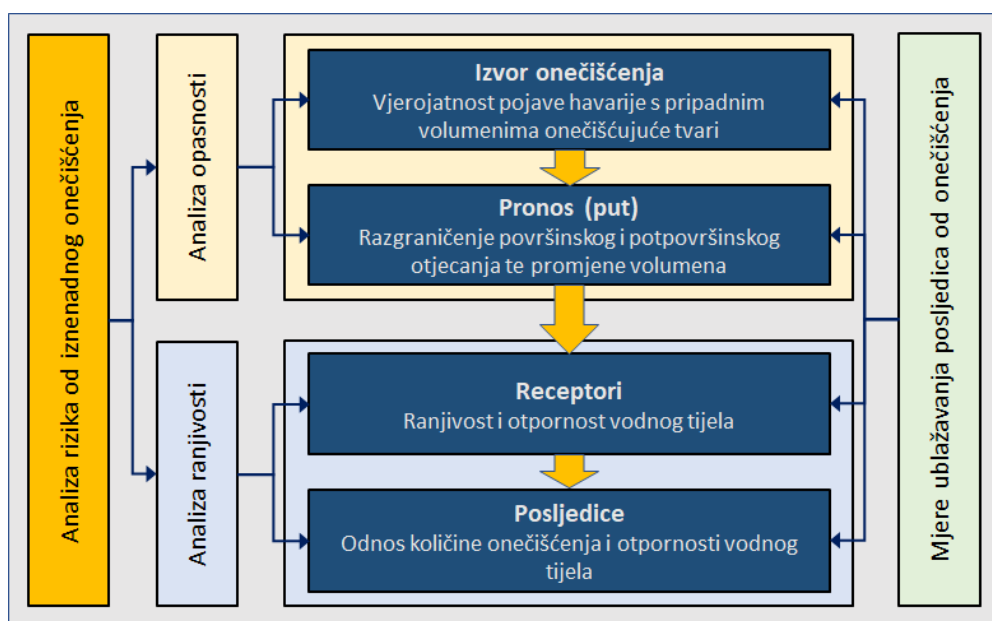 Analiza rizika od iznenadnog onečišćenja
Analiza opasnosti
Izvor onečišćenja
Vjerojatnost pojave havarije s pripadnim
volumenima onečišćujuće tvari
Pronos (put)
Razgraničenje površinskog i potpovršinskog
otjecanja te promjene volumena
Analiza ranjivosti
Receptori
Ranjivost i otpornost vodnog tijela
Posljedice
Odnos količine onečišćenja i otpornosti vodnog
tijela
Mjere ublažavanja posljedica od onečišćenja